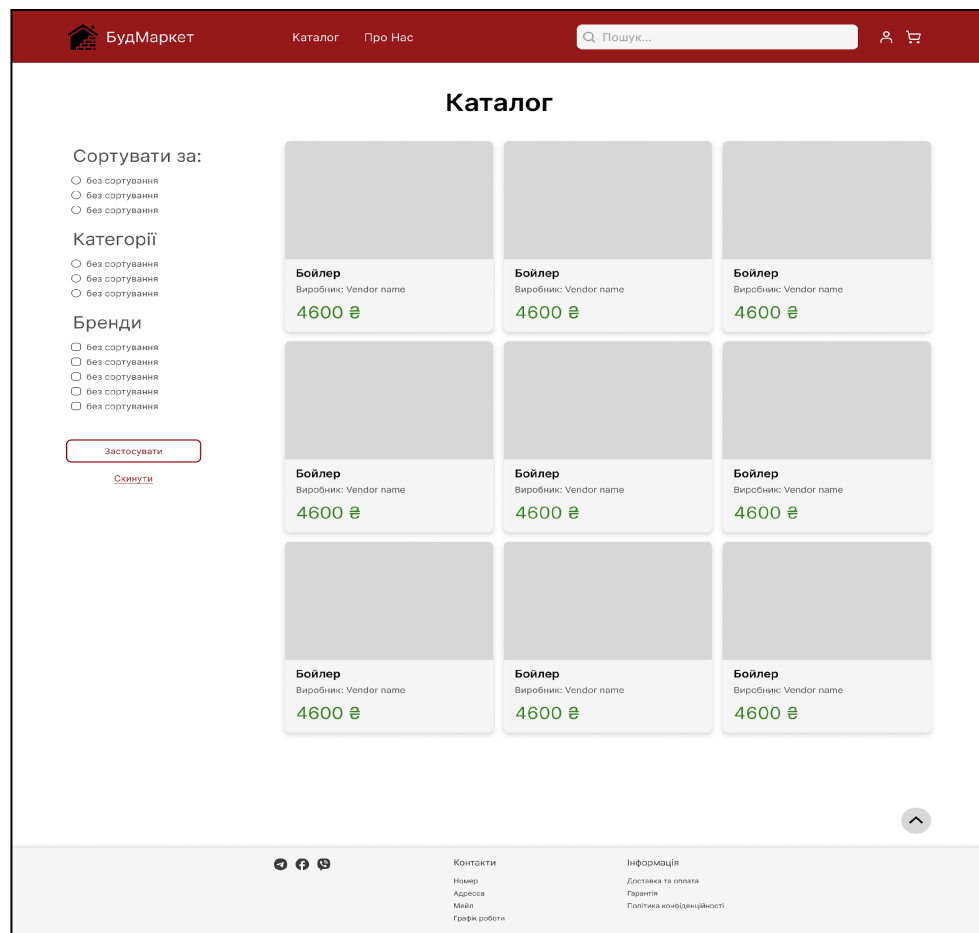 БудМаркет
Каталог
Про Нас
Пошук...
Каталог
Сортувати за:
без сортування
без сортування
без сортування
Категорії
без сортування
без сортування
без сортування
Бренди
без сортування
без сортування
без сортування
без сортування
без сортування
Застосувати
Скинути
Бойлер
Виробник: Vendor name
4600 ₴
Бойлер
Виробник: Vendor name
4600 ₴
Бойлер
Виробник: Vendor name
4600 ₴
Бойлер
Виробник: Vendor name
4600 ₴
Бойлер
Виробник: Vendor name
4600 ₴
Бойлер
Виробник: Vendor name
4600 ₴
Бойлер
Виробник: Vendor name
4600 ₴
Бойлер
Виробник: Vendor name
4600 ₴
Бойлер
Виробник: Vendor name
4600 ₴
Контакти
Номер
Адресса
Мейл
Графік роботи
Інформація
Доставка та оплата
Гарантія
Політика конфіденційності